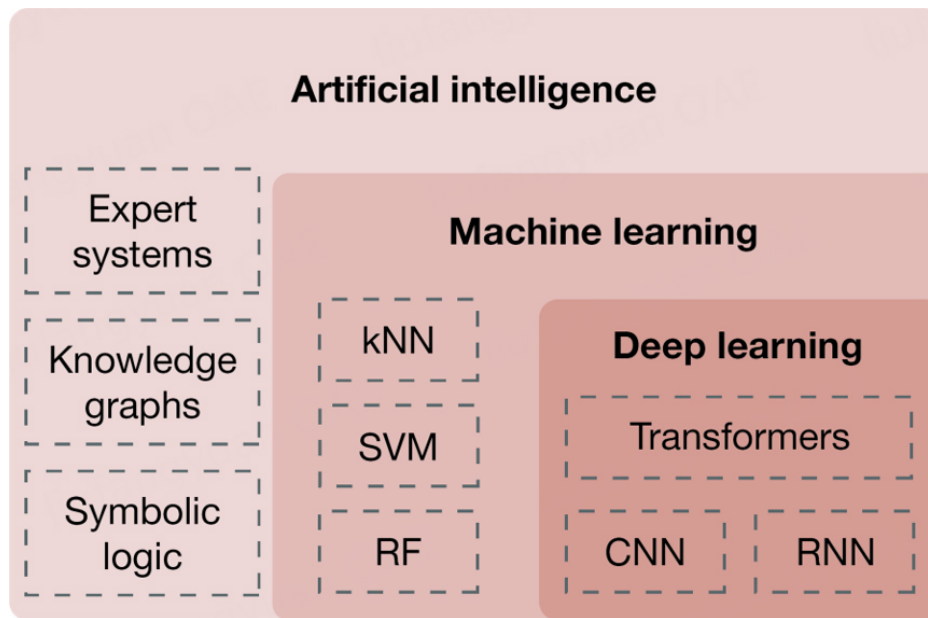 Artificial intelligence
Expert
systems
Knowledge
graphs
Symbolic
logic
Machine learning
kNN
SVM
RF
Deep learning
Transformers
CNN
RNN